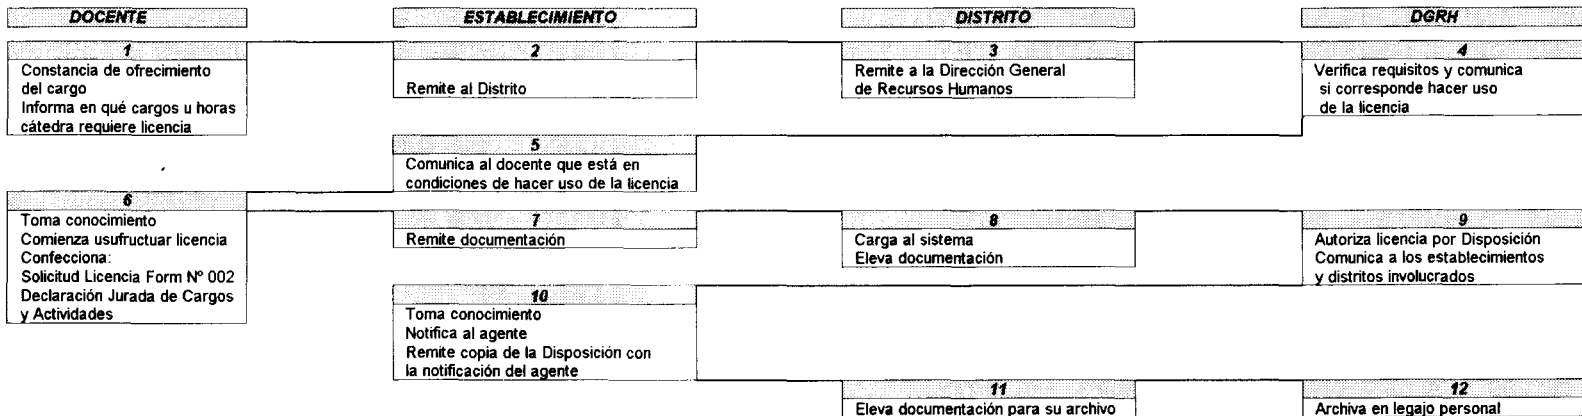 DOCENTE
ESTABLECIMIENTO
DISTRITO
DGRH
1
Constancia de ofrecimiento
del cargo
Informa en qué cargos u horas
cátedra requiere licencia
2
Remite al Distrito
3
Remite a la Dirección General
de Recursos Humanos
4
Verifica requisitos y comunica
si corresponde hacer uso
de la licencia
5
Comunica al docente que está en
condiciones de hacer uso de la licencia
6
Toma conocimiento
Comienza usufructuar licencia
Confecciona:
Solicitud Licencia Form Nº 002
Declaración Jurada de Cargos
y Actividades
7
Remite documentación
8
Carga al sistema
Eleva documentación
9
Autoriza licencia por Disposición
Comunica a los establecimientos
y distritos involucrados
10
Toma conocimiento
Notifica al agente
Remite copia de la Disposición con
la notificación del agente
11
Eleva documentación para su archivo
12
Archiva en legajo personal